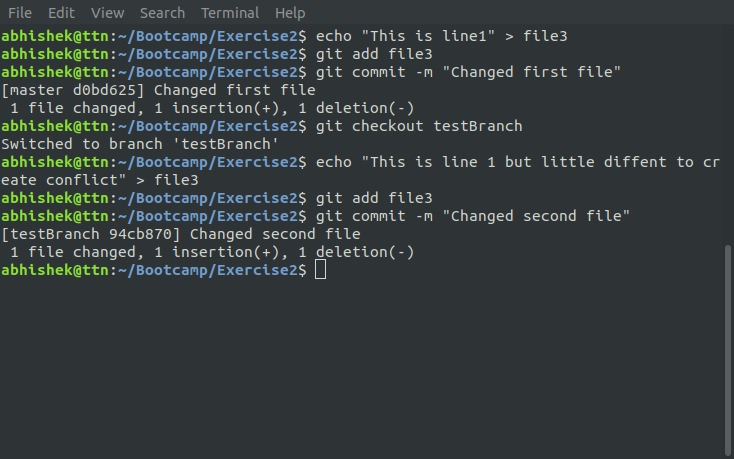 File Edit View Search Terminal Help
abhishek@ttn:~/Bootcamp/Exercise2$ echo "This is line1" > file3
abhishek@ttn:~/Bootcamp/Exercise2$ git add file3
abhishek@ttn:~/Bootcamp/Exercise2$ git commit -m "Changed first file"
[master d0bd625] Changed first file
 1 file changed, 1 insertion(+), 1 deletion(-)
abhishek@ttn:~/Bootcamp/Exercise2$ git checkout testBranch
Switched to branch 'testBranch'
abhishek@ttn:~/Bootcamp/Exercise2$ echo "This is line 1 but little diffent to cr
eate conflict" > file3
abhishek@ttn:~/Bootcamp/Exercise2$ git add file3
abhishek@ttn:~/Bootcamp/Exercise2$ git commit -m "Changed second file"
[testBranch 94cb870] Changed second file
 1 file changed, 1 insertion(+), 1 deletion(-)
abhishek@ttn:~/Bootcamp/Exercise2$